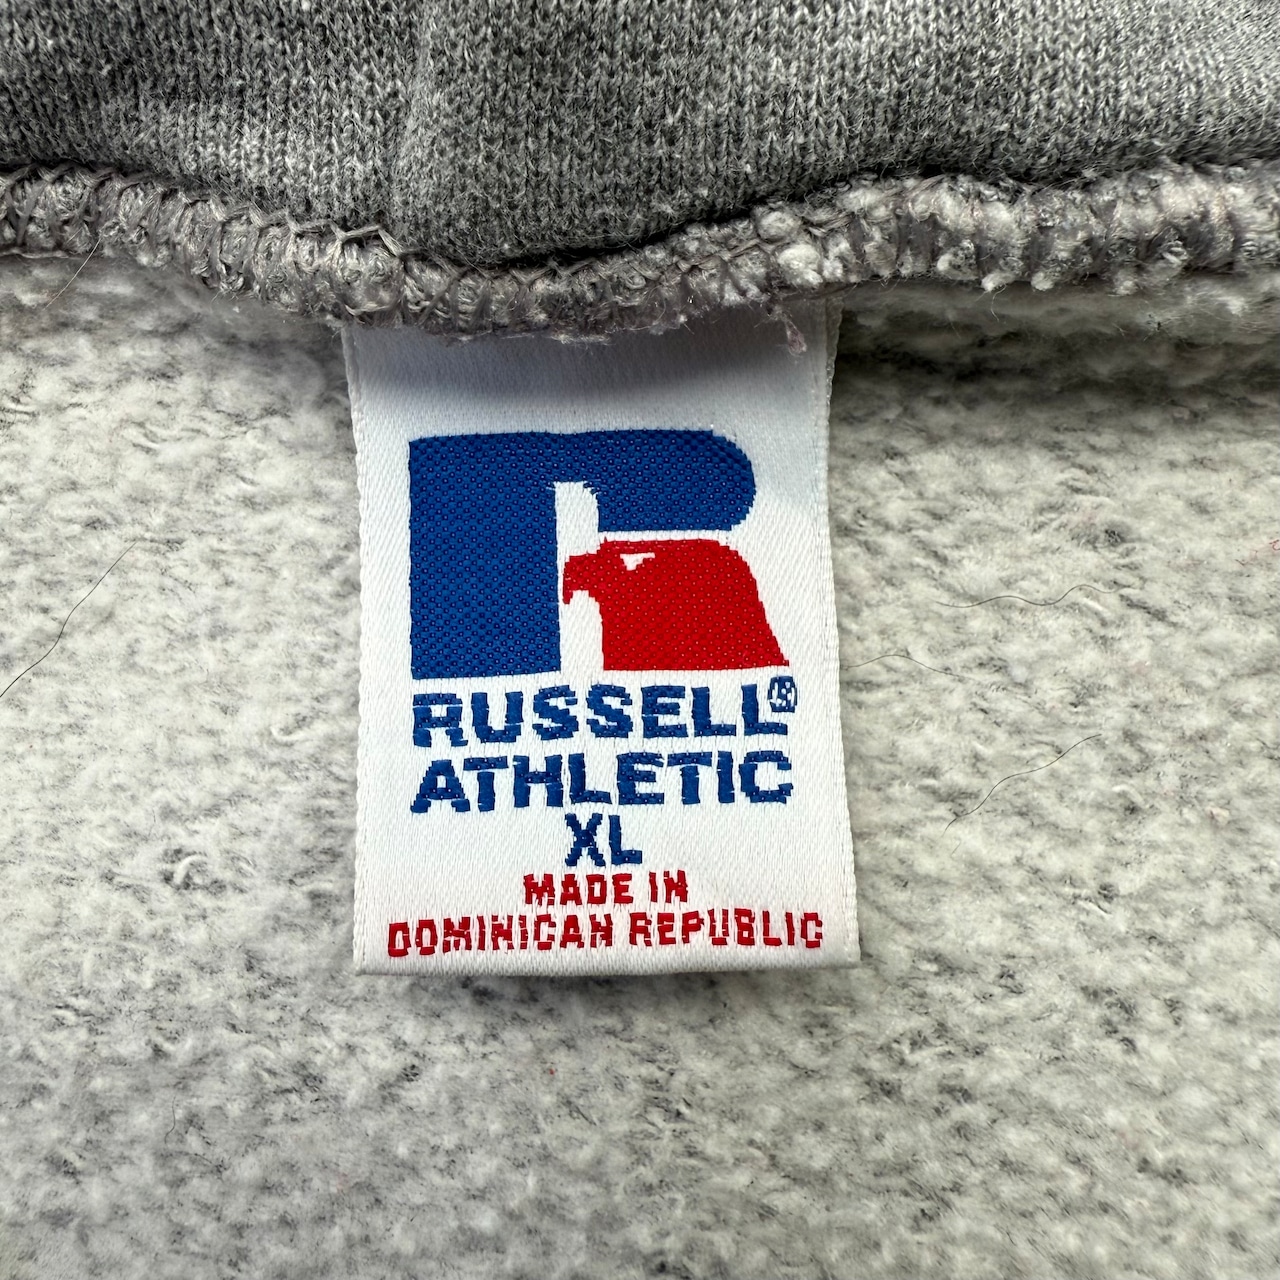 RUSSELL®
ATHLETIC
XL
MADE IN
DOMINICAN REPUBLIC